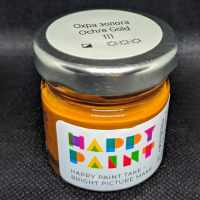 Охра золота
Ochre Gold
111
HAPPY
PAINT
HAPPY PAINT TAKE
BRIGHT PICTURE MAKE